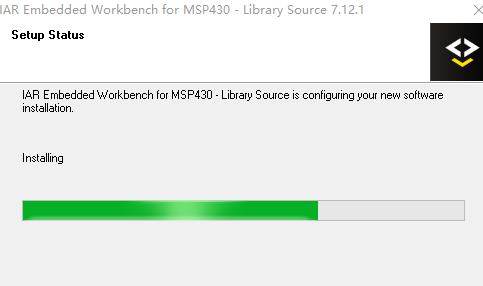 IAR Embedded Workbench for MSP430 - Library Source 7.12.1
Setup Status
IAR Embedded Workbench for MSP430 - Library Source is configuring your new software
installation.
Installing